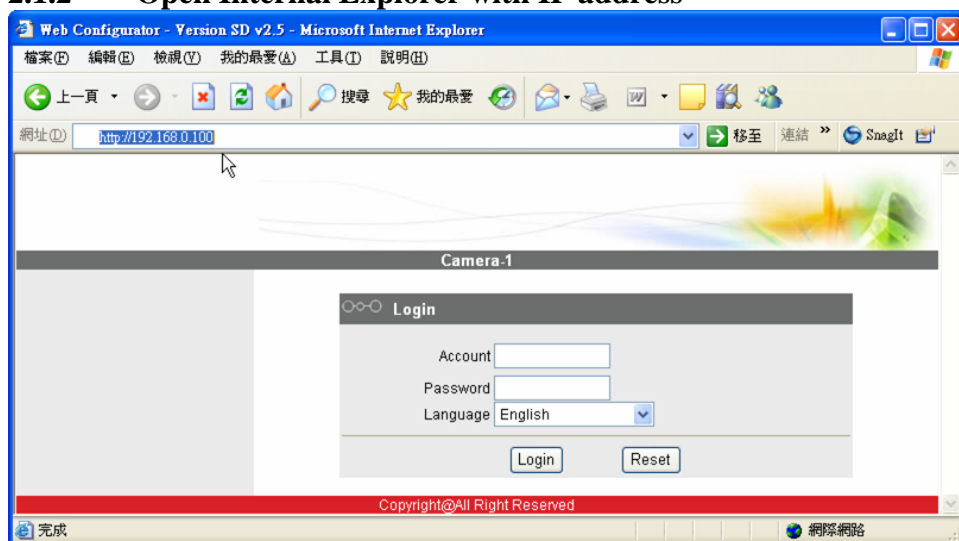 2.1.2 Open Internal Explorer with IP address
Web Configurator - Version SD v2.5 - Microsoft Internet Explorer
檔案(F) 編輯(E) 檢視(V) 我的最愛(A) 工具(T) 說明(H)
上一頁 搜尋 我的最愛
網址(D) http://192.168.0.100 移至 連結 » SnagIt
Camera-1
Login
Account
Password
Language English
Login Reset
Copyright@All Right Reserved
完成 網際網路